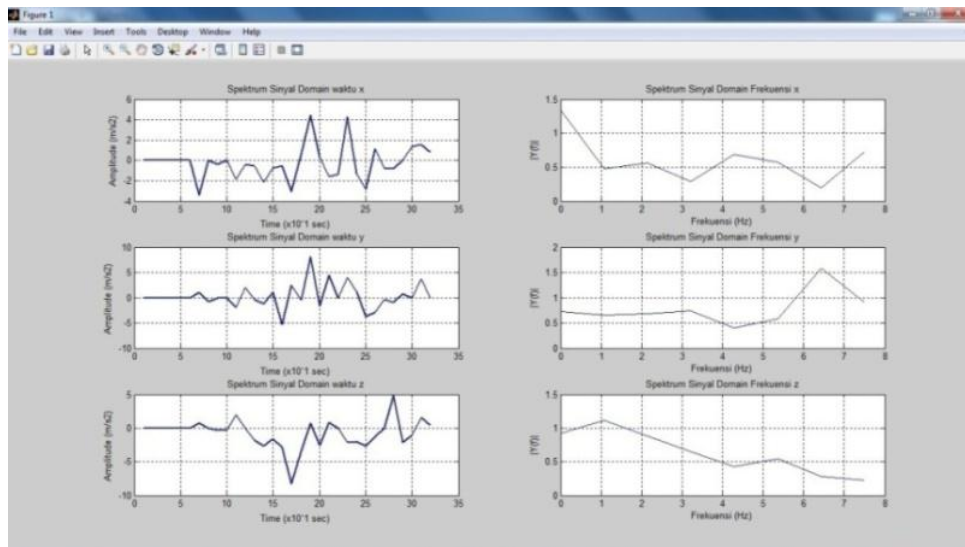 Figure 1
File Edit View Insert Tools Desktop Window Help
Spektrum Sinyal Domain waktu x
Amplitude (m/s2)
6
4
2
0
-2
-4
0 5 10 15 20 25 30 35
Time (x10^1 sec)
Spektrum Sinyal Domain Frekuensi x
|Y(f)|
1.5
1
0.5
0
0 1 2 3 4 5 6 7 8
Frekuensi (Hz)
Spektrum Sinyal Domain waktu y
Amplitude (m/s2)
10
5
0
-5
-10
0 5 10 15 20 25 30 35
Time (x10^1 sec)
Spektrum Sinyal Domain Frekuensi y
|Y(f)|
2
1.5
1
0.5
0
0 1 2 3 4 5 6 7 8
Frekuensi (Hz)
Spektrum Sinyal Domain waktu z
Amplitude (m/s2)
5
0
-5
-10
0 5 10 15 20 25 30 35
Time (x10^1 sec)
Spektrum Sinyal Domain Frekuensi z
|Y(f)|
1.5
1
0.5
0
0 1 2 3 4 5 6 7 8
Frekuensi (Hz)